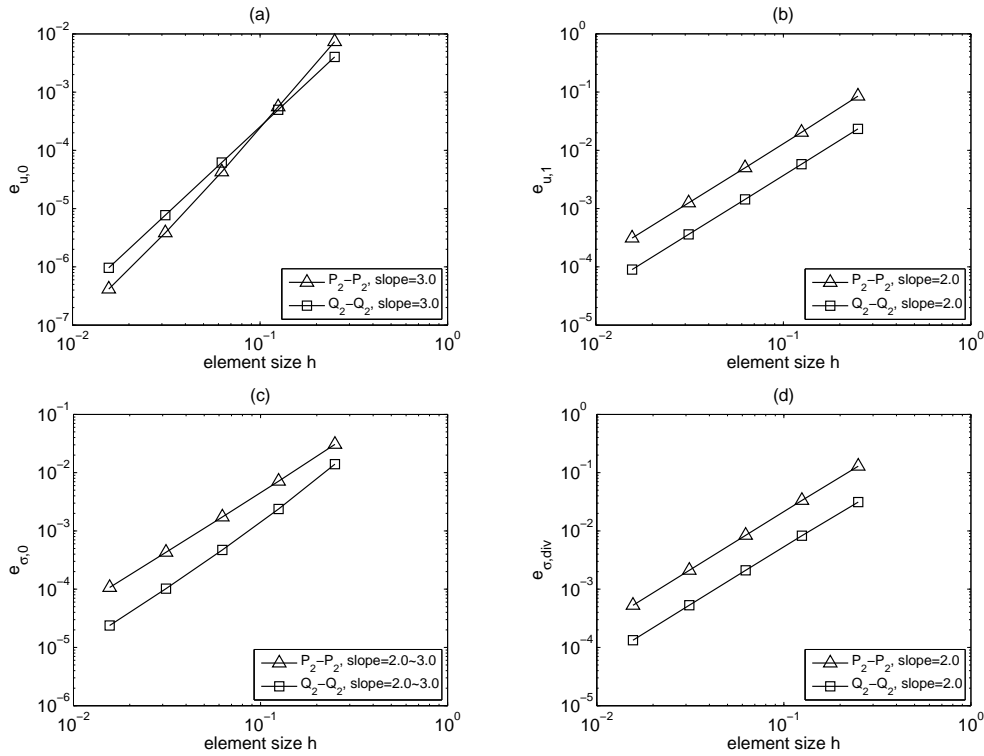 (a)
10^−2
10^−3
10^−4
10^−5
10^−6
10^−7
e_{u,0}
P_2−P_2, slope=3.0
Q_2−Q_2, slope=3.0
10^−2
10^−1
10^0
element size h
(b)
10^0
10^−1
10^−2
10^−3
10^−4
10^−5
e_{u,1}
P_2−P_2, slope=2.0
Q_2−Q_2, slope=2.0
10^−2
10^−1
10^0
element size h
(c)
10^−1
10^−2
10^−3
10^−4
10^−5
10^−6
e_{σ,0}
P_2−P_2, slope=2.0~3.0
Q_2−Q_2, slope=2.0~3.0
10^−2
10^−1
10^0
element size h
(d)
10^0
10^−1
10^−2
10^−3
10^−4
10^−5
e_{σ,div}
P_2−P_2, slope=2.0
Q_2−Q_2, slope=2.0
10^−2
10^−1
10^0
element size h